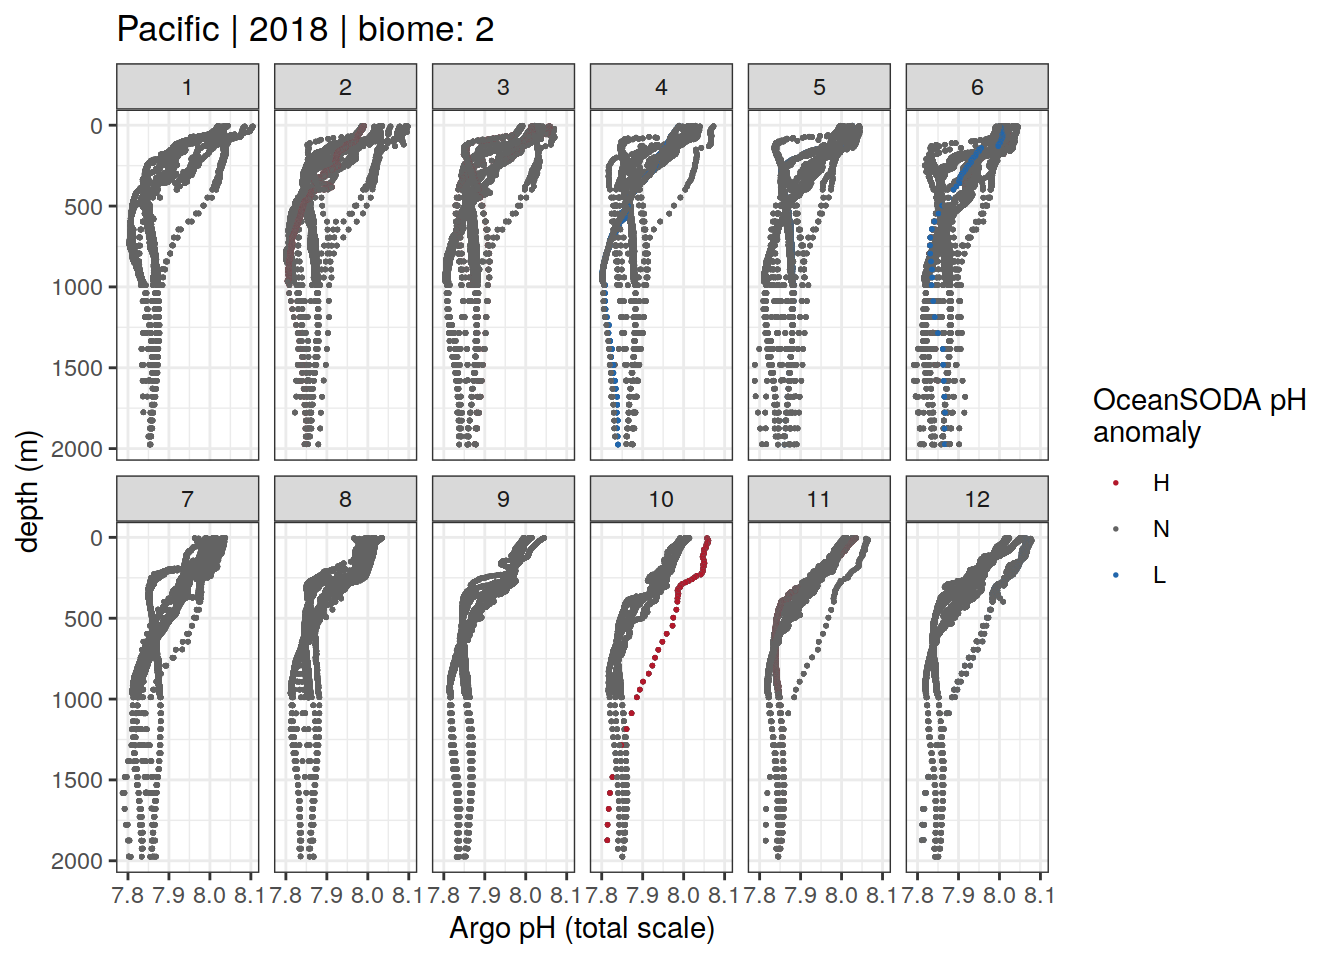 Pacific | 2018 | biome: 2
1 2 3 4 5 6
0
500
1000
1500
2000
7 8 9 10 11 12
0
500
1000
1500
2000
7.8 7.9 8.0 8.1 7.8 7.9 8.0 8.1 7.8 7.9 8.0 8.1 7.8 7.9 8.0 8.1 7.8 7.9 8.0 8.1 7.8 7.9 8.0 8.1
Argo pH (total scale)
depth (m)
OceanSODA pH
anomaly
H
N
L